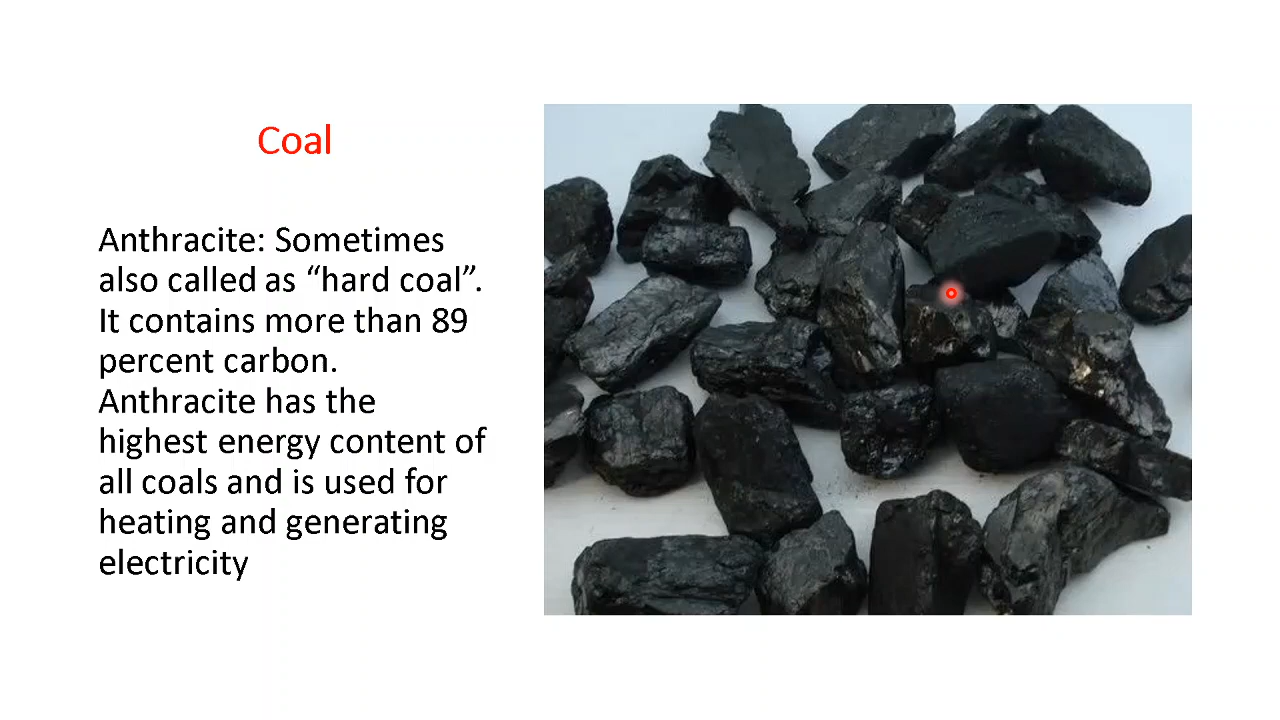 Coal
Anthracite: Sometimes
also called as “hard coal”.
It contains more than 89
percent carbon.
Anthracite has the
highest energy content of
all coals and is used for
heating and generating
electricity